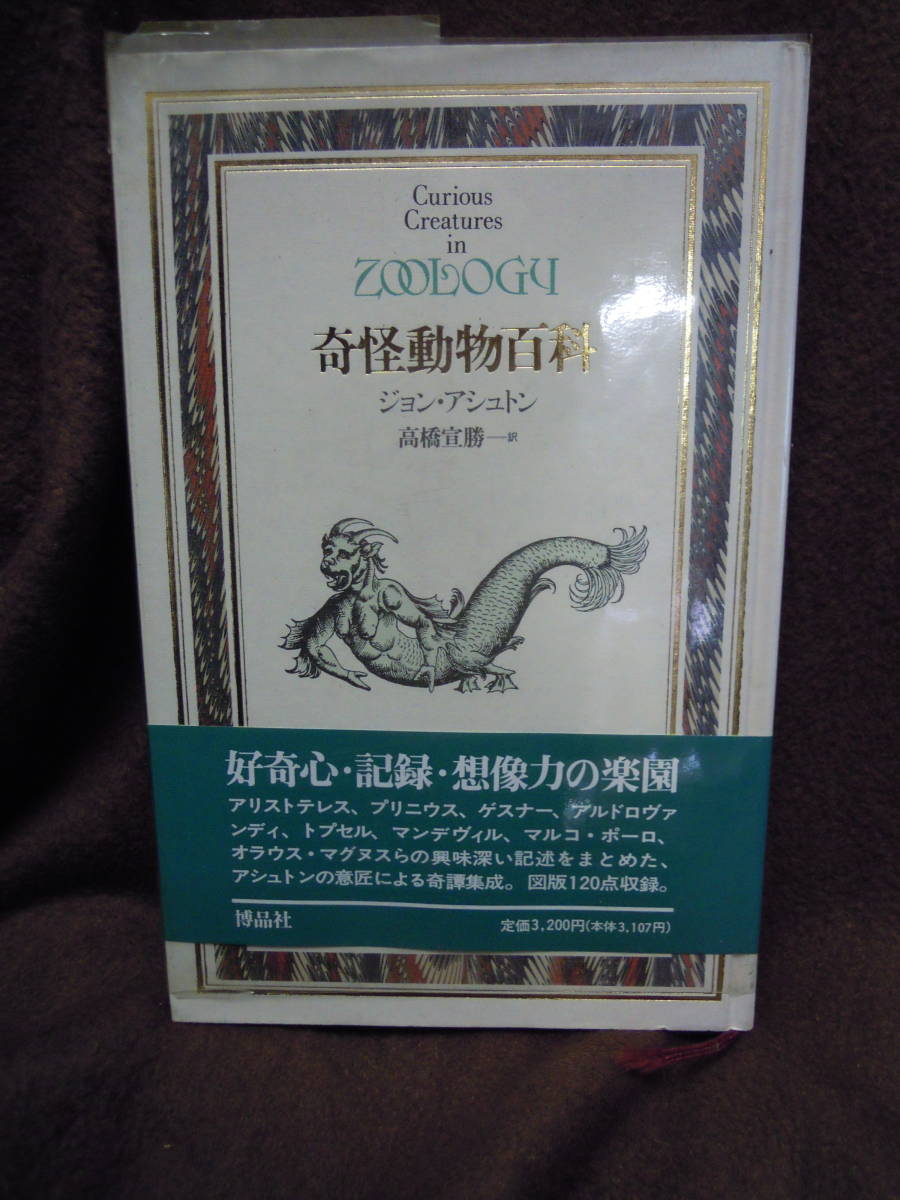 Curious
Creatures
in
ZOOLOGY
奇怪動物百科
ジョン・アシュトン
高橋宣勝—訳
好奇心・記録・想像力の楽園
アリストテレス、プリニウス、ゲスナー、アルドロヴァ
ンディ、トプセル、マンデヴィル、マルコ・ポーロ、
オラウス・マグヌスらの興味深い記述をまとめた、
アシュトンの意匠による奇譚集成。図版120点収録。
博品社 定価3,200円(本体3,107円)